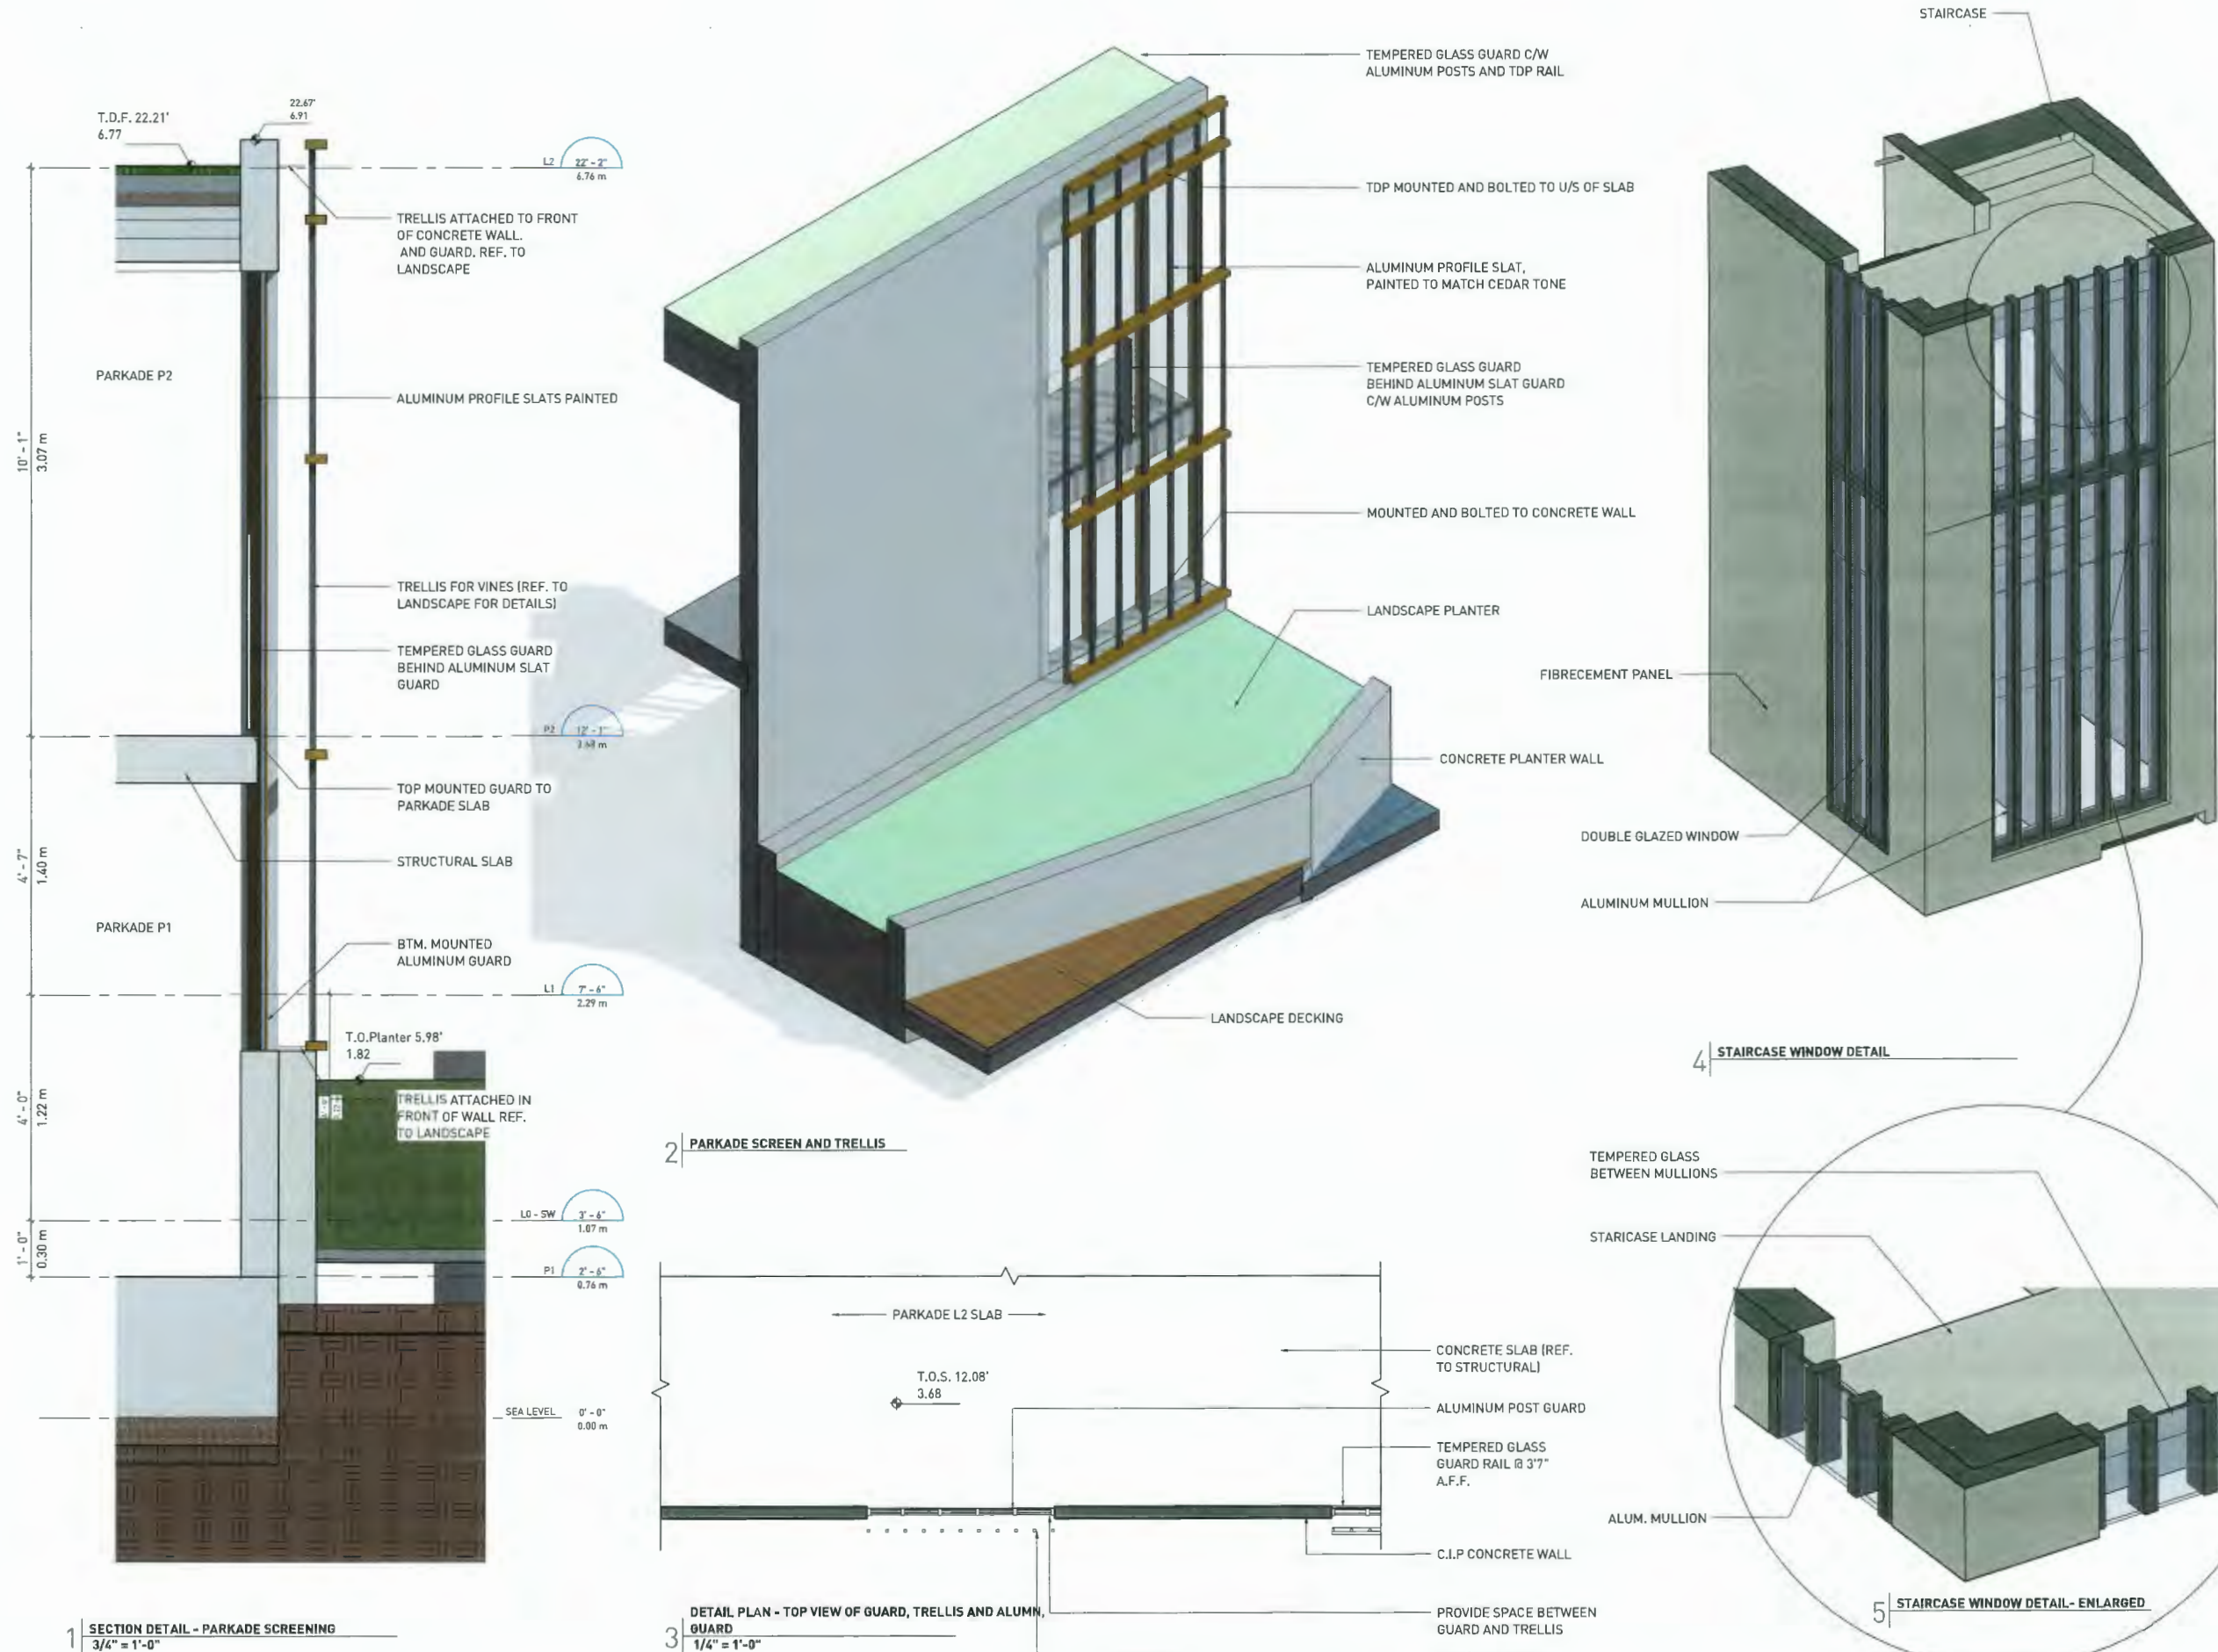 T.D.F. 22.21'
6.77
22.67'
6.91
L2
22' - 2"
6.76 m
TRELLIS ATTACHED TO FRONT
OF CONCRETE WALL.
AND GUARD. REF. TO
LANDSCAPE
PARKADE P2
ALUMINUM PROFILE SLATS PAINTED
10' - 1"
3.07 m
TRELLIS FOR VINES (REF. TO
LANDSCAPE FOR DETAILS)
TEMPERED GLASS GUARD
BEHIND ALUMINUM SLAT
GUARD
P2
12' - 1"
3.68 m
TOP MOUNTED GUARD TO
PARKADE SLAB
STRUCTURAL SLAB
4' - 7"
1.40 m
PARKADE P1
BTM. MOUNTED
ALUMINUM GUARD
L1
7' - 6"
2.29 m
T.O.Planter 5.98'
1.82
TRELLIS ATTACHED IN
FRONT OF WALL REF.
TO LANDSCAPE
4' - 0"
1.22 m
L0 - SW
3' - 6"
1.07 m
1' - 0"
0.30 m
P1
2' - 6"
0.76 m
SEA LEVEL
0' - 0"
0.00 m
1
SECTION DETAIL - PARKADE SCREENING
3/4" = 1'-0"
TEMPERED GLASS GUARD C/W
ALUMINUM POSTS AND TDP RAIL
TDP MOUNTED AND BOLTED TO U/S OF SLAB
ALUMINUM PROFILE SLAT,
PAINTED TO MATCH CEDAR TONE
TEMPERED GLASS GUARD
BEHIND ALUMINUM SLAT GUARD
C/W ALUMINUM POSTS
MOUNTED AND BOLTED TO CONCRETE WALL
LANDSCAPE PLANTER
CONCRETE PLANTER WALL
LANDSCAPE DECKING
2
PARKADE SCREEN AND TRELLIS
PARKADE L2 SLAB
T.O.S. 12.08'
3.68
CONCRETE SLAB (REF.
TO STRUCTURAL)
ALUMINUM POST GUARD
TEMPERED GLASS
GUARD RAIL @ 3'7"
A.F.F.
C.I.P CONCRETE WALL
PROVIDE SPACE BETWEEN
GUARD AND TRELLIS
3
DETAIL PLAN - TOP VIEW OF GUARD, TRELLIS AND ALUMN,
GUARD
1/4" = 1'-0"
STAIRCASE
FIBRECEMENT PANEL
DOUBLE GLAZED WINDOW
ALUMINUM MULLION
4
STAIRCASE WINDOW DETAIL
TEMPERED GLASS
BETWEEN MULLIONS
STARICASE LANDING
ALUM. MULLION
5
STAIRCASE WINDOW DETAIL- ENLARGED